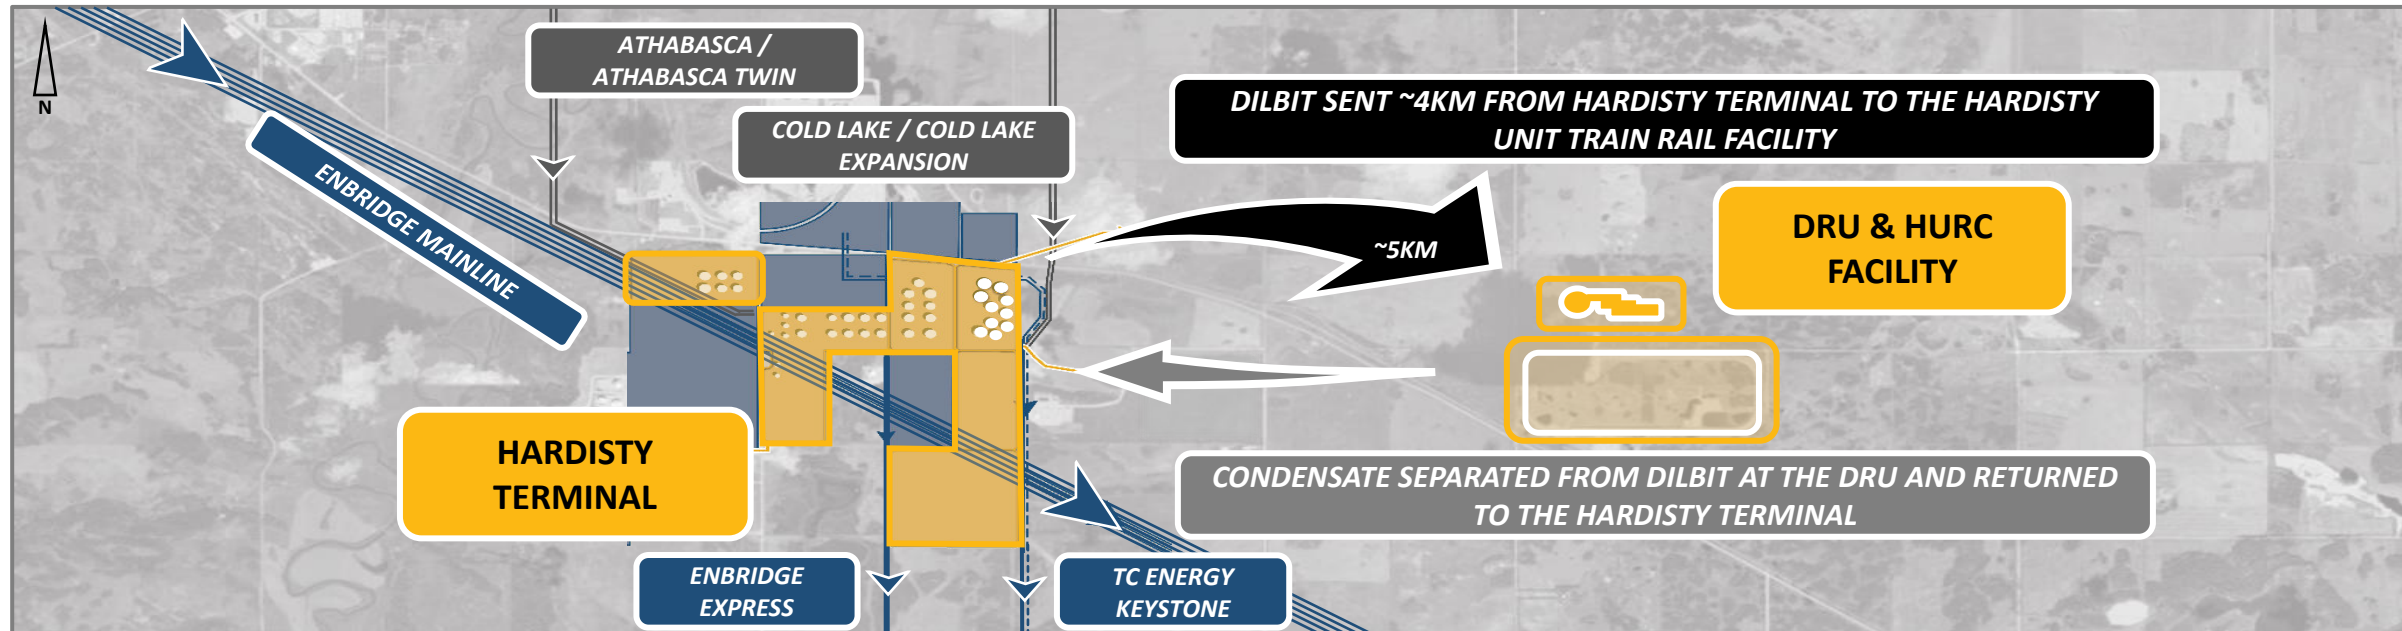 N
ATHABASCA /
ATHABASCA TWIN
COLD LAKE / COLD LAKE
EXPANSION
ENBRIDGE MAINLINE
DILBIT SENT ~4KM FROM HARDISTY TERMINAL TO THE HARDISTY
UNIT TRAIN RAIL FACILITY
~5KM
DRU & HURC
FACILITY
HARDISTY
TERMINAL
CONDENSATE SEPARATED FROM DILBIT AT THE DRU AND RETURNED
TO THE HARDISTY TERMINAL
ENBRIDGE
EXPRESS
TC ENERGY
KEYSTONE